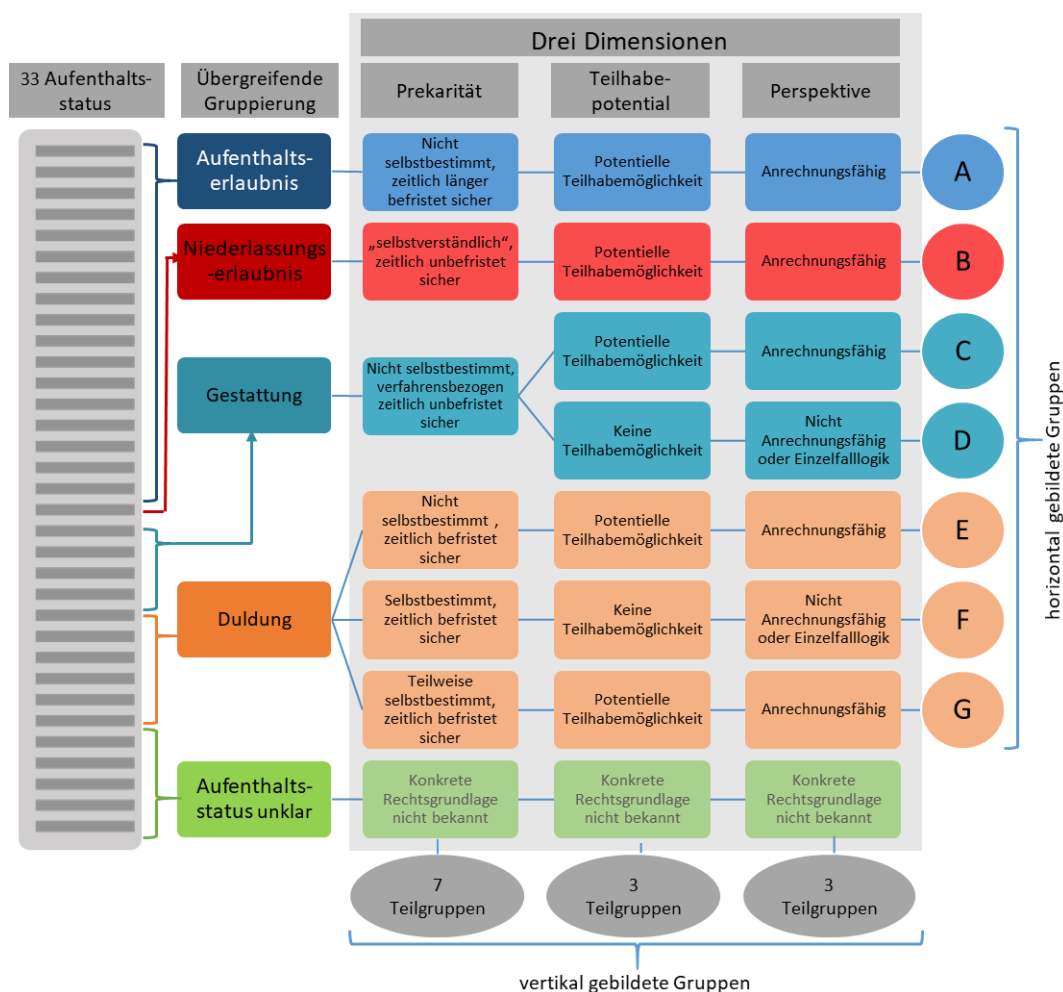 Drei Dimensionen
33 Aufenthalts-
status
Übergreifende
Gruppierung
Prekarität
Teilhabe-
potential
Perspektive
Aufenthalts-
erlaubnis
Nicht
selbstbestimmt,
zeitlich länger
befristet sicher
Potentielle
Teilhabemöglichkeit
Anrechnungsfähig
A
Niederlassungs
-erlaubnis
„selbstverständlich“,
zeitlich unbefristet
sicher
Potentielle
Teilhabemöglichkeit
Anrechnungsfähig
B
Gestattung
Nicht selbstbestimmt,
verfahrensbezogen
zeitlich unbefristet
sicher
Potentielle
Teilhabemöglichkeit
Anrechnungsfähig
C
Keine
Teilhabemöglichkeit
Nicht
Anrechnungsfähig
oder Einzelfalllogik
D
Duldung
Nicht
selbstbestimmt ,
zeitlich befristet
sicher
Potentielle
Teilhabemöglichkeit
Anrechnungsfähig
E
Selbstbestimmt,
zeitlich befristet
sicher
Keine
Teilhabemöglichkeit
Nicht
Anrechnungsfähig
oder Einzelfalllogik
F
Teilweise
selbstbestimmt,
zeitlich befristet
sicher
Potentielle
Teilhabemöglichkeit
Anrechnungsfähig
G
Aufenthalts-
status unklar
Konkrete
Rechtsgrundlage
nicht bekannt
Konkrete
Rechtsgrundlage
nicht bekannt
Konkrete
Rechtsgrundlage
nicht bekannt
7
Teilgruppen
3
Teilgruppen
3
Teilgruppen
vertikal gebildete Gruppen
horizontal gebildete Gruppen